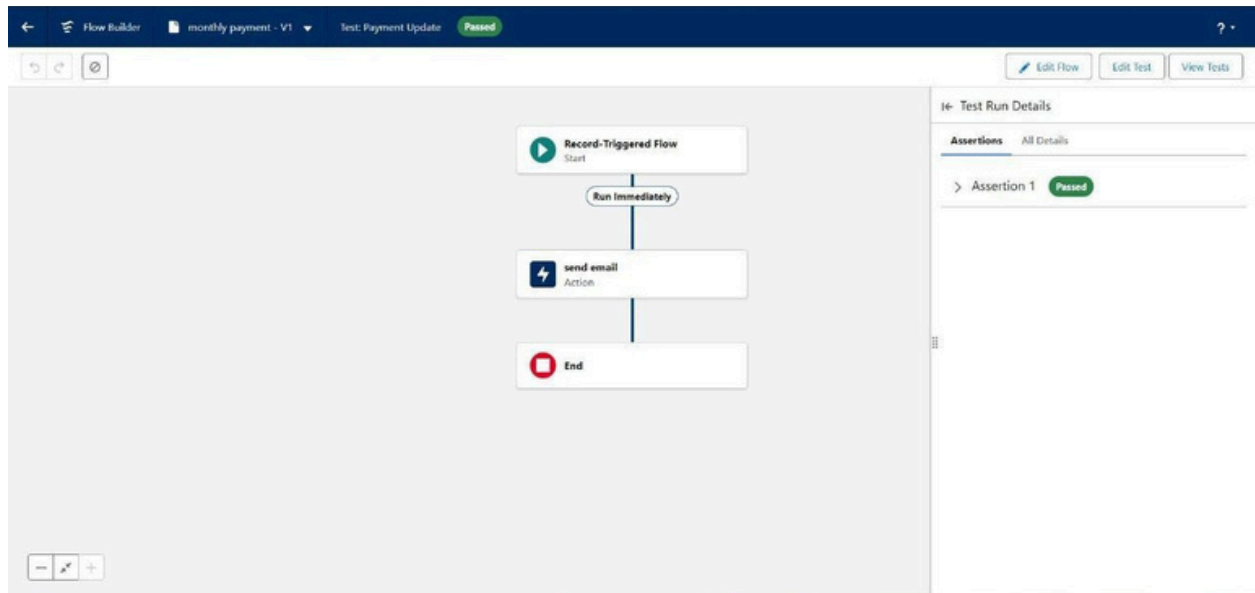 Flow Builder monthly payment - V1 Test: Payment Update Passed ?
Edit Flow Edit Test View Tests
Test Run Details
Assertions All Details
Assertion 1 Passed
Record-Triggered Flow
Start
Run Immediately
send email
Action
End